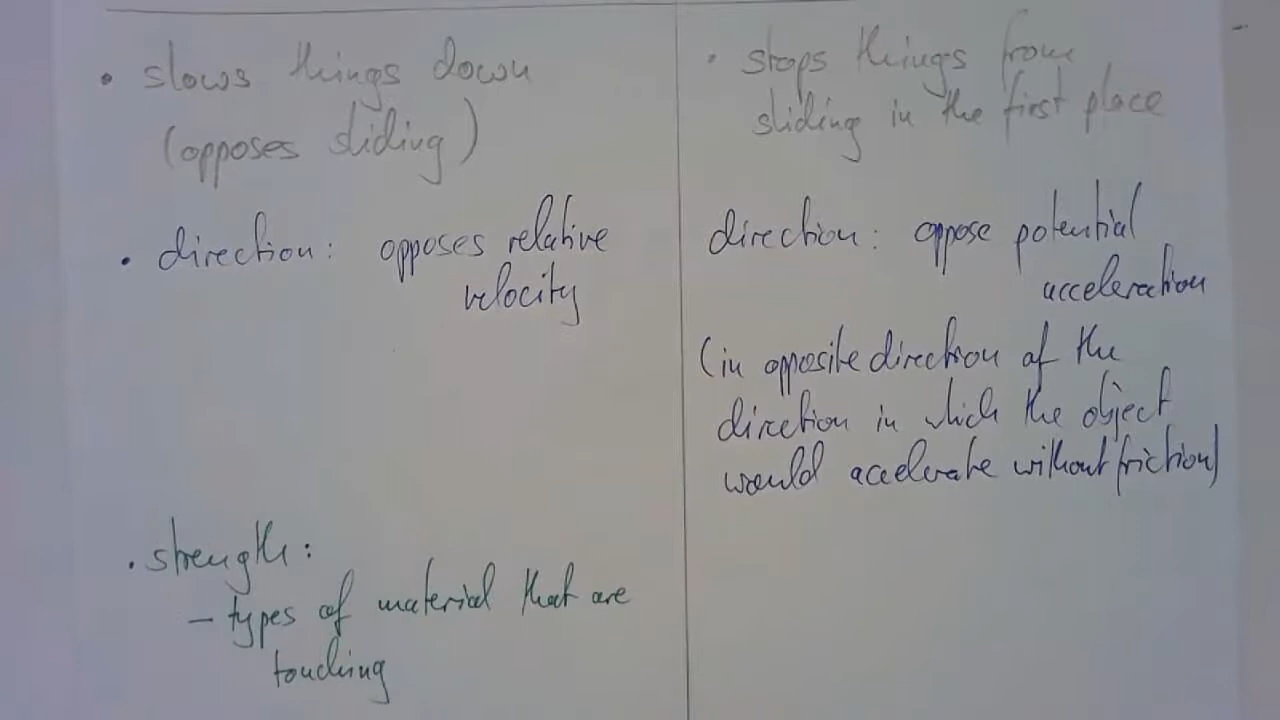 • slows things down
(opposes sliding)
• direction: opposes relative
velocity
• strength:
- types of material that are
touching
• stops things from
sliding in the first place
direction: oppose potential
acceleration
(in opposite direction of the
direction in which the object
would accelerate without friction)